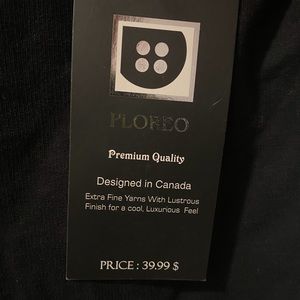 PLOREO
Premium Quality
Designed in Canada
Extra Fine Yarns With Lustrous
Finish for a cool, Luxurious Feel
PRICE : 39.99 $